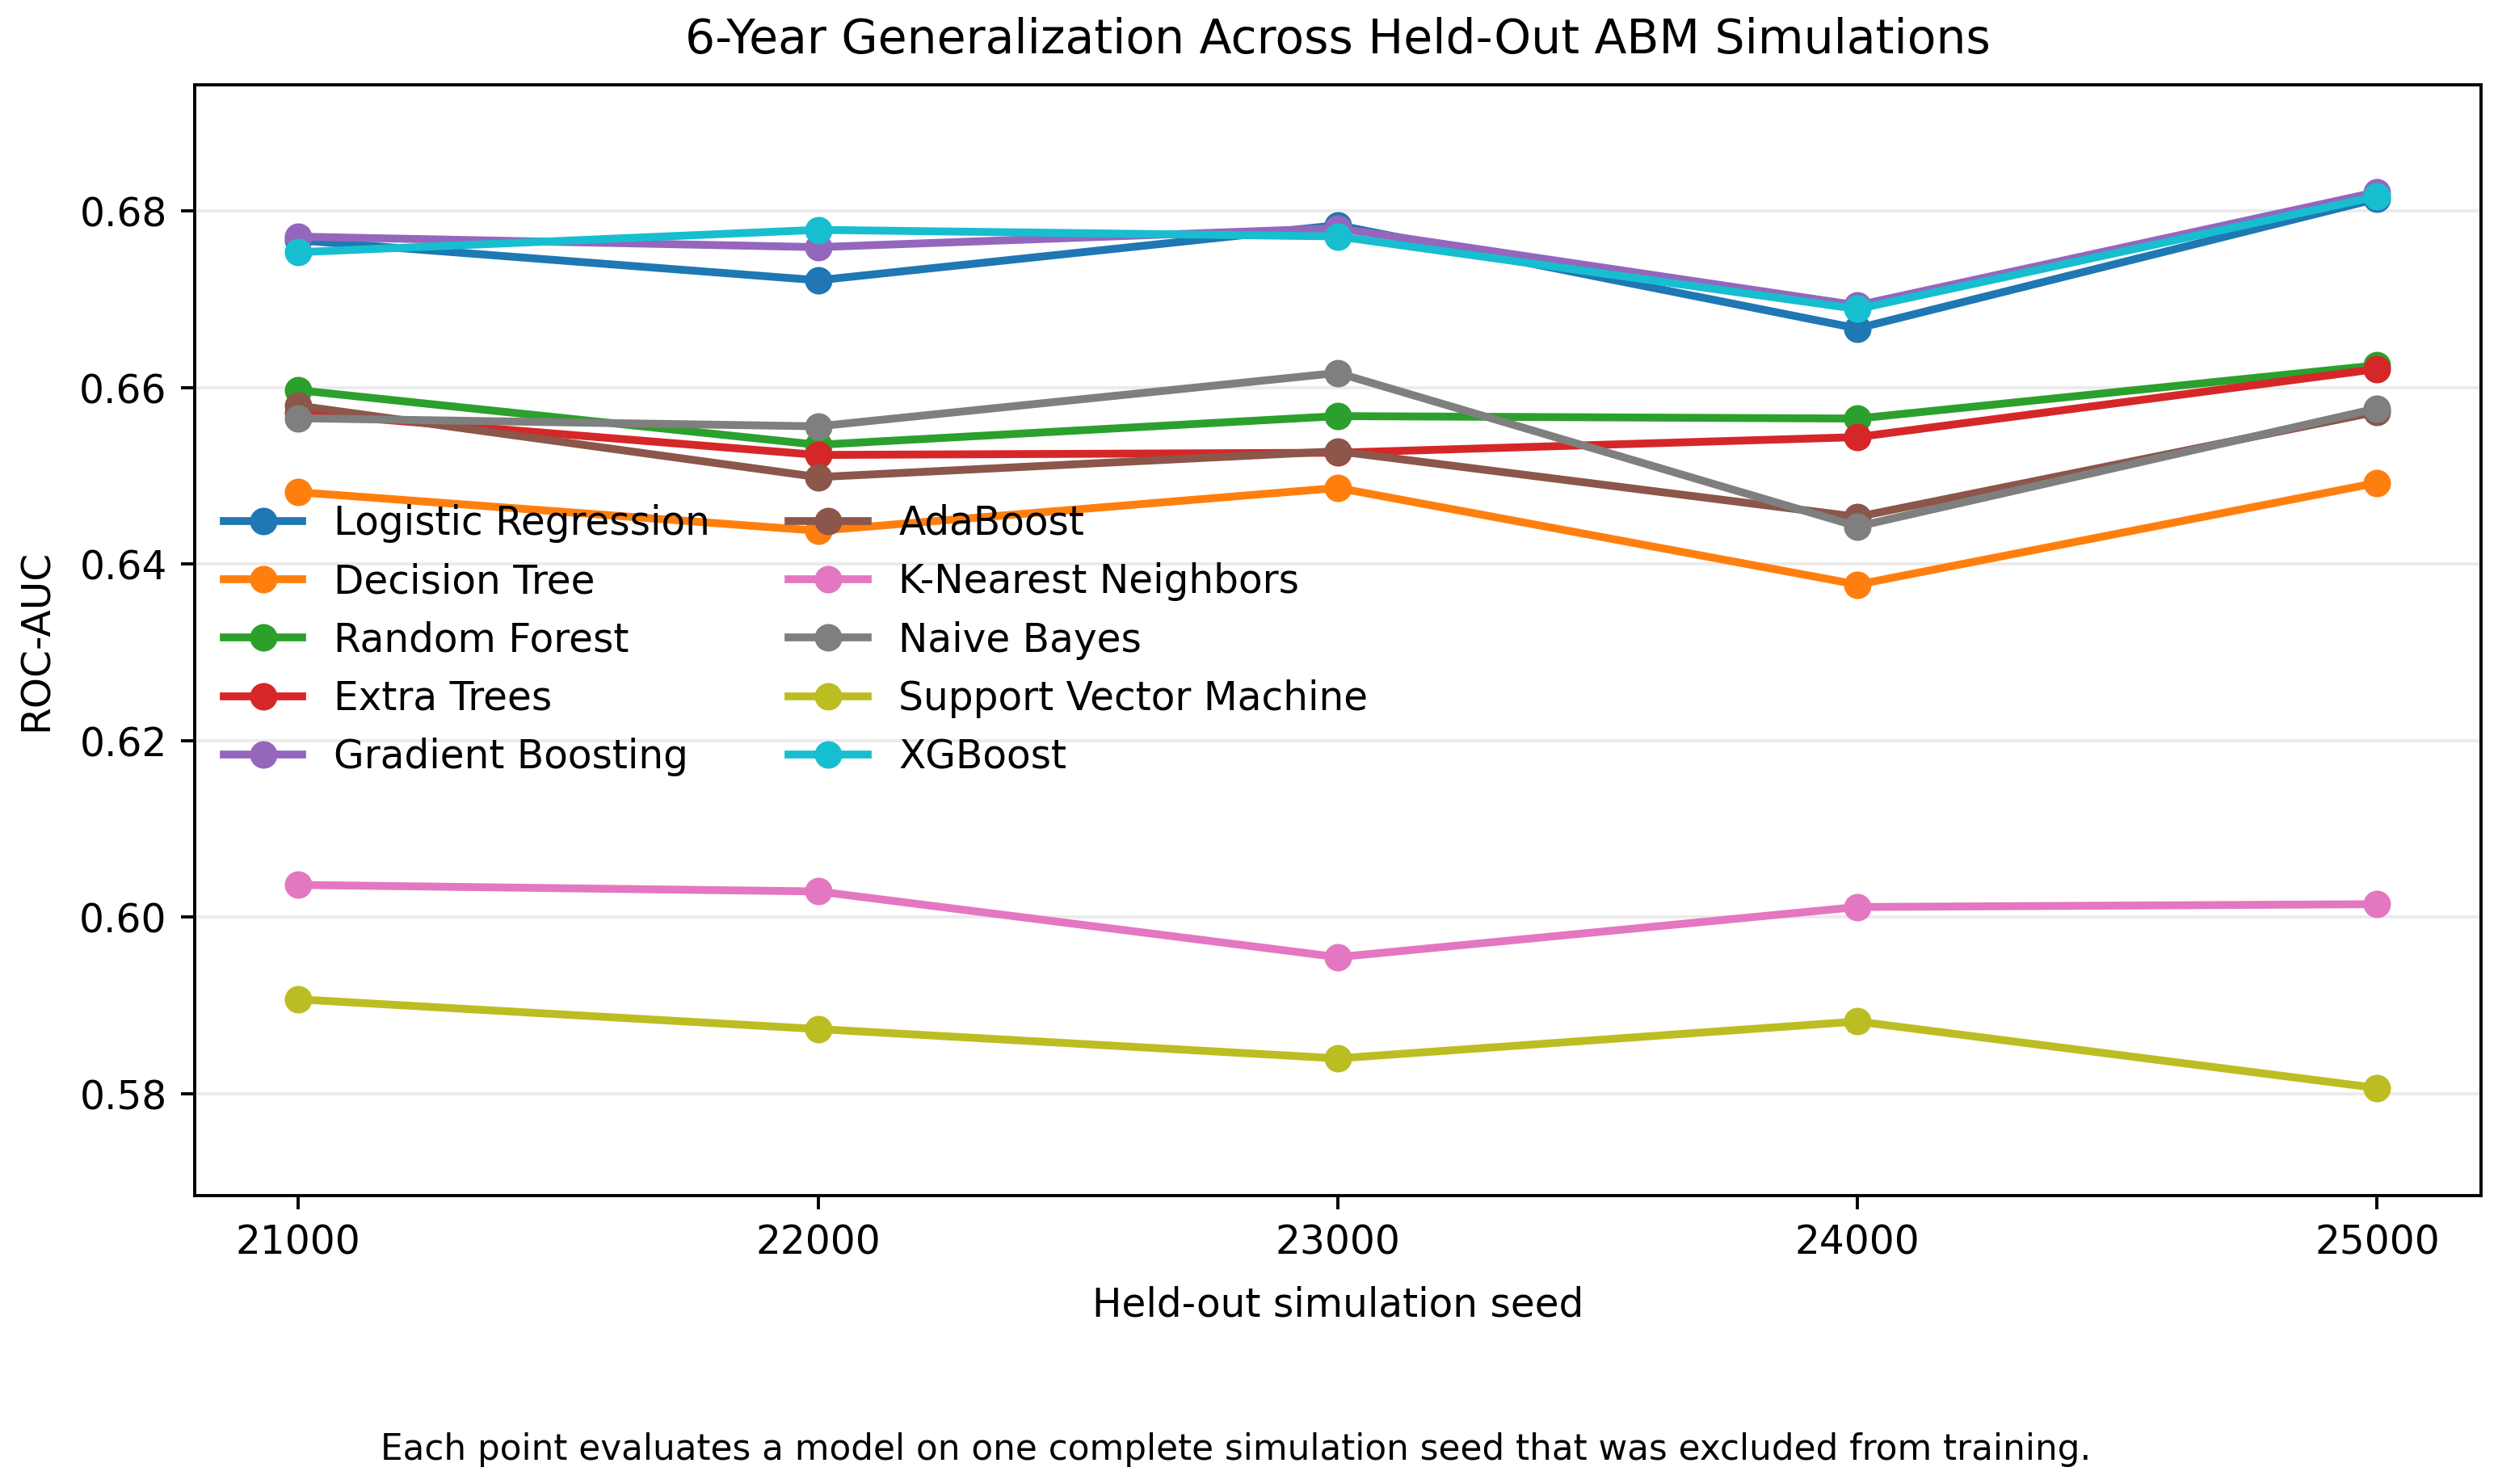 6-Year Generalization Across Held-Out ABM Simulations
ROC-AUC
0.68
0.66
0.64
0.62
0.60
0.58
Logistic Regression
Decision Tree
Random Forest
Extra Trees
Gradient Boosting
AdaBoost
K-Nearest Neighbors
Naive Bayes
Support Vector Machine
XGBoost
21000 22000 23000 24000 25000
Held-out simulation seed
Each point evaluates a model on one complete simulation seed that was excluded from training.